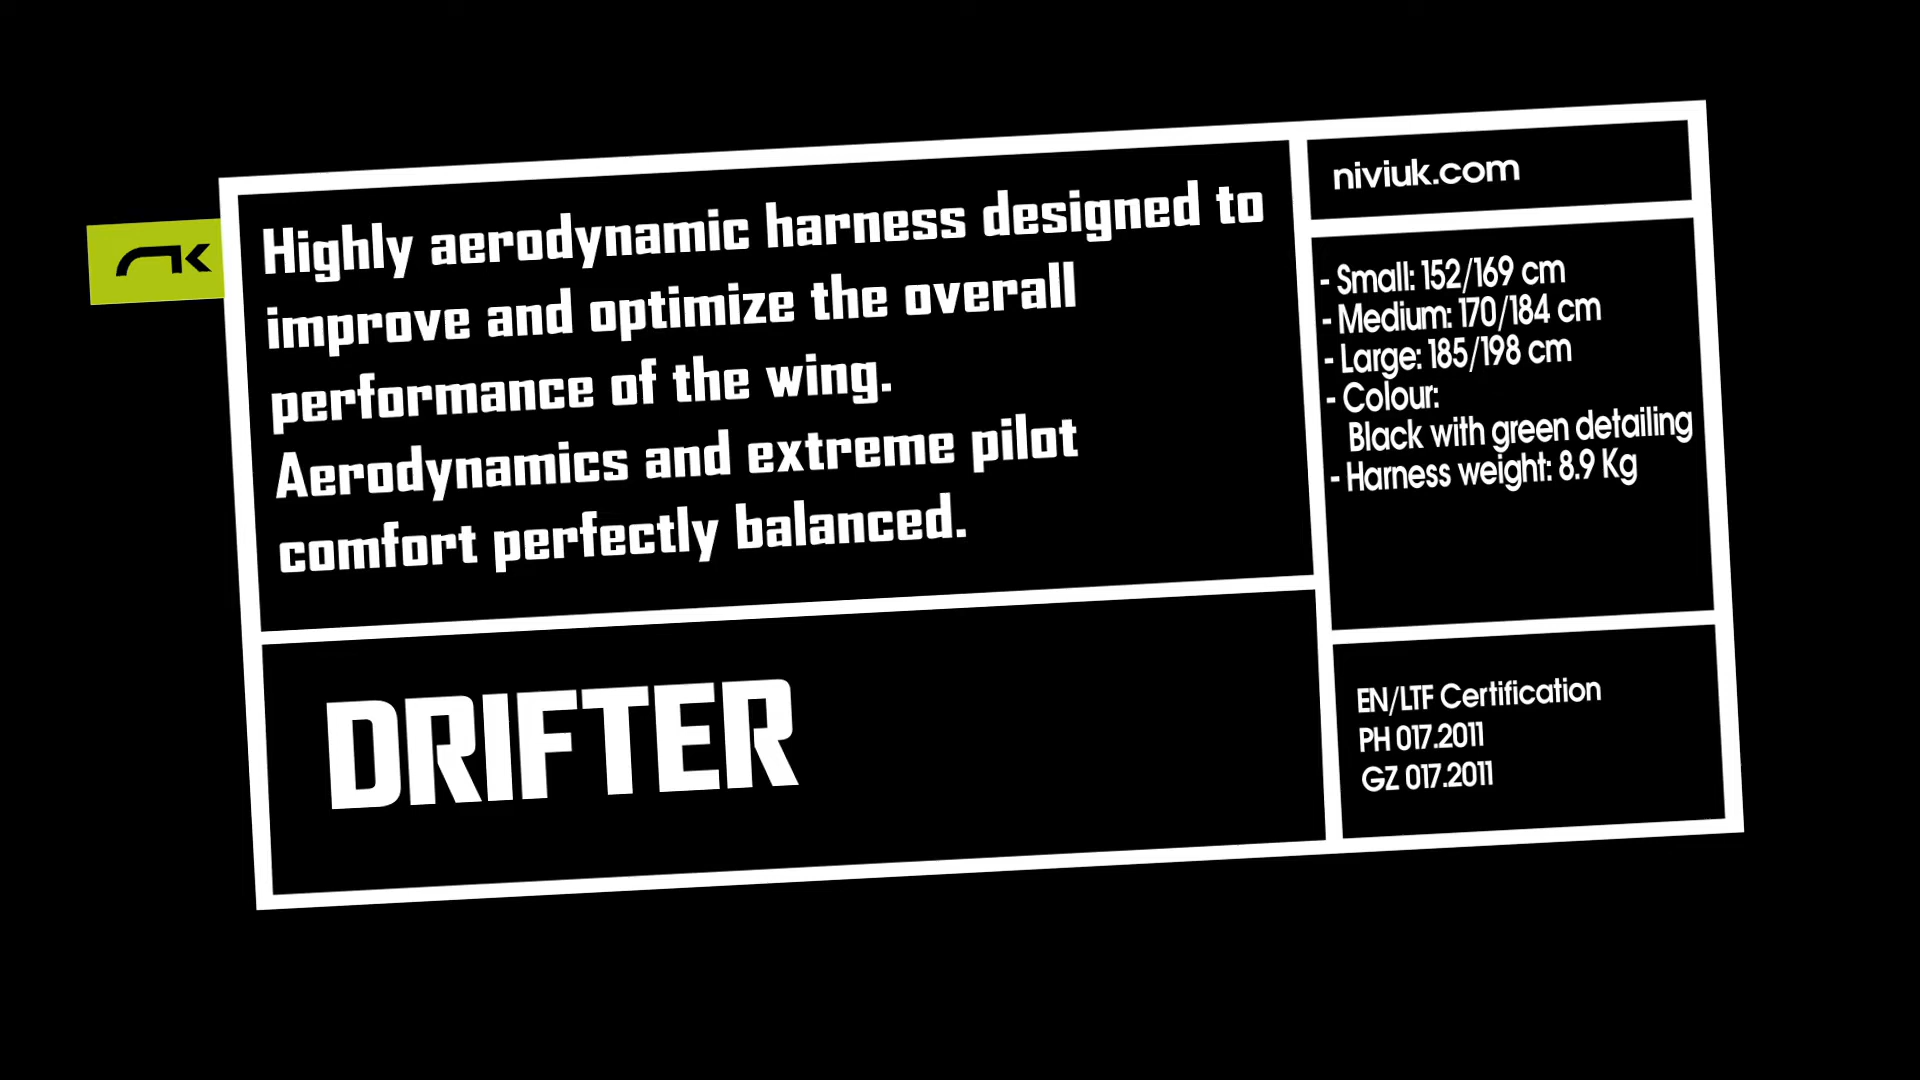 Highly aerodynamic harness designed to
improve and optimize the overall
performance of the wing.
Aerodynamics and extreme pilot
comfort perfectly balanced.
DRIFTER
niviuk.com
- Small: 152/169 cm
- Medium: 170/184 cm
- Large: 185/198 cm
- Colour:
Black with green detailing
- Harness weight: 8.9 Kg
EN/LTF Certification
PH 017.2011
GZ 017.2011